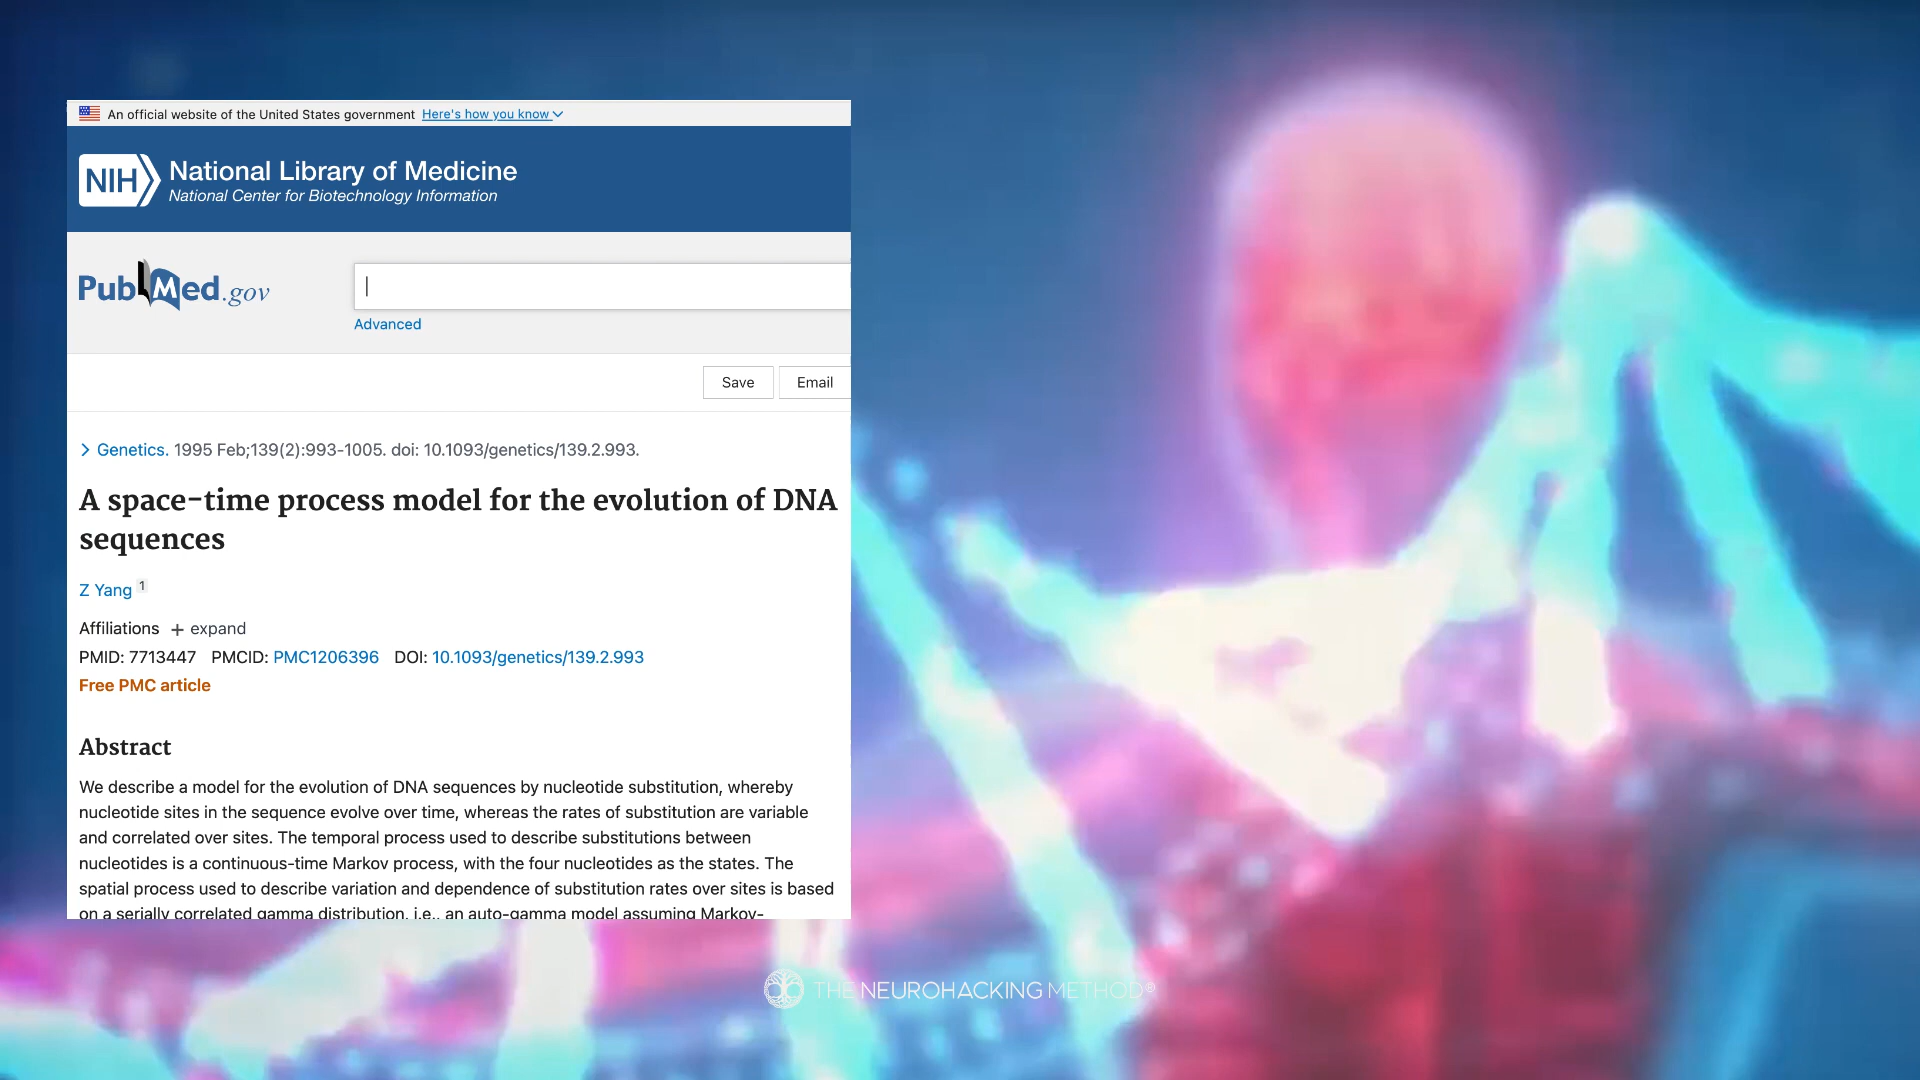 An official website of the United States government Here's how you know
NIH National Library of Medicine
National Center for Biotechnology Information
PubMed.gov
Advanced
Save Email
Genetics. 1995 Feb;139(2):993-1005. doi: 10.1093/genetics/139.2.993.
A space-time process model for the evolution of DNA
sequences
Z Yang 1
Affiliations + expand
PMID: 7713447 PMCID: PMC1206396 DOI: 10.1093/genetics/139.2.993
Free PMC article
Abstract
We describe a model for the evolution of DNA sequences by nucleotide substitution, whereby
nucleotide sites in the sequence evolve over time, whereas the rates of substitution are variable
and correlated over sites. The temporal process used to describe substitutions between
nucleotides is a continuous-time Markov process, with the four nucleotides as the states. The
spatial process used to describe variation and dependence of substitution rates over sites is based
on a serially correlated gamma distribution, i.e., an auto-gamma model assuming Markov-
THE NEUROHACKING METHOD®